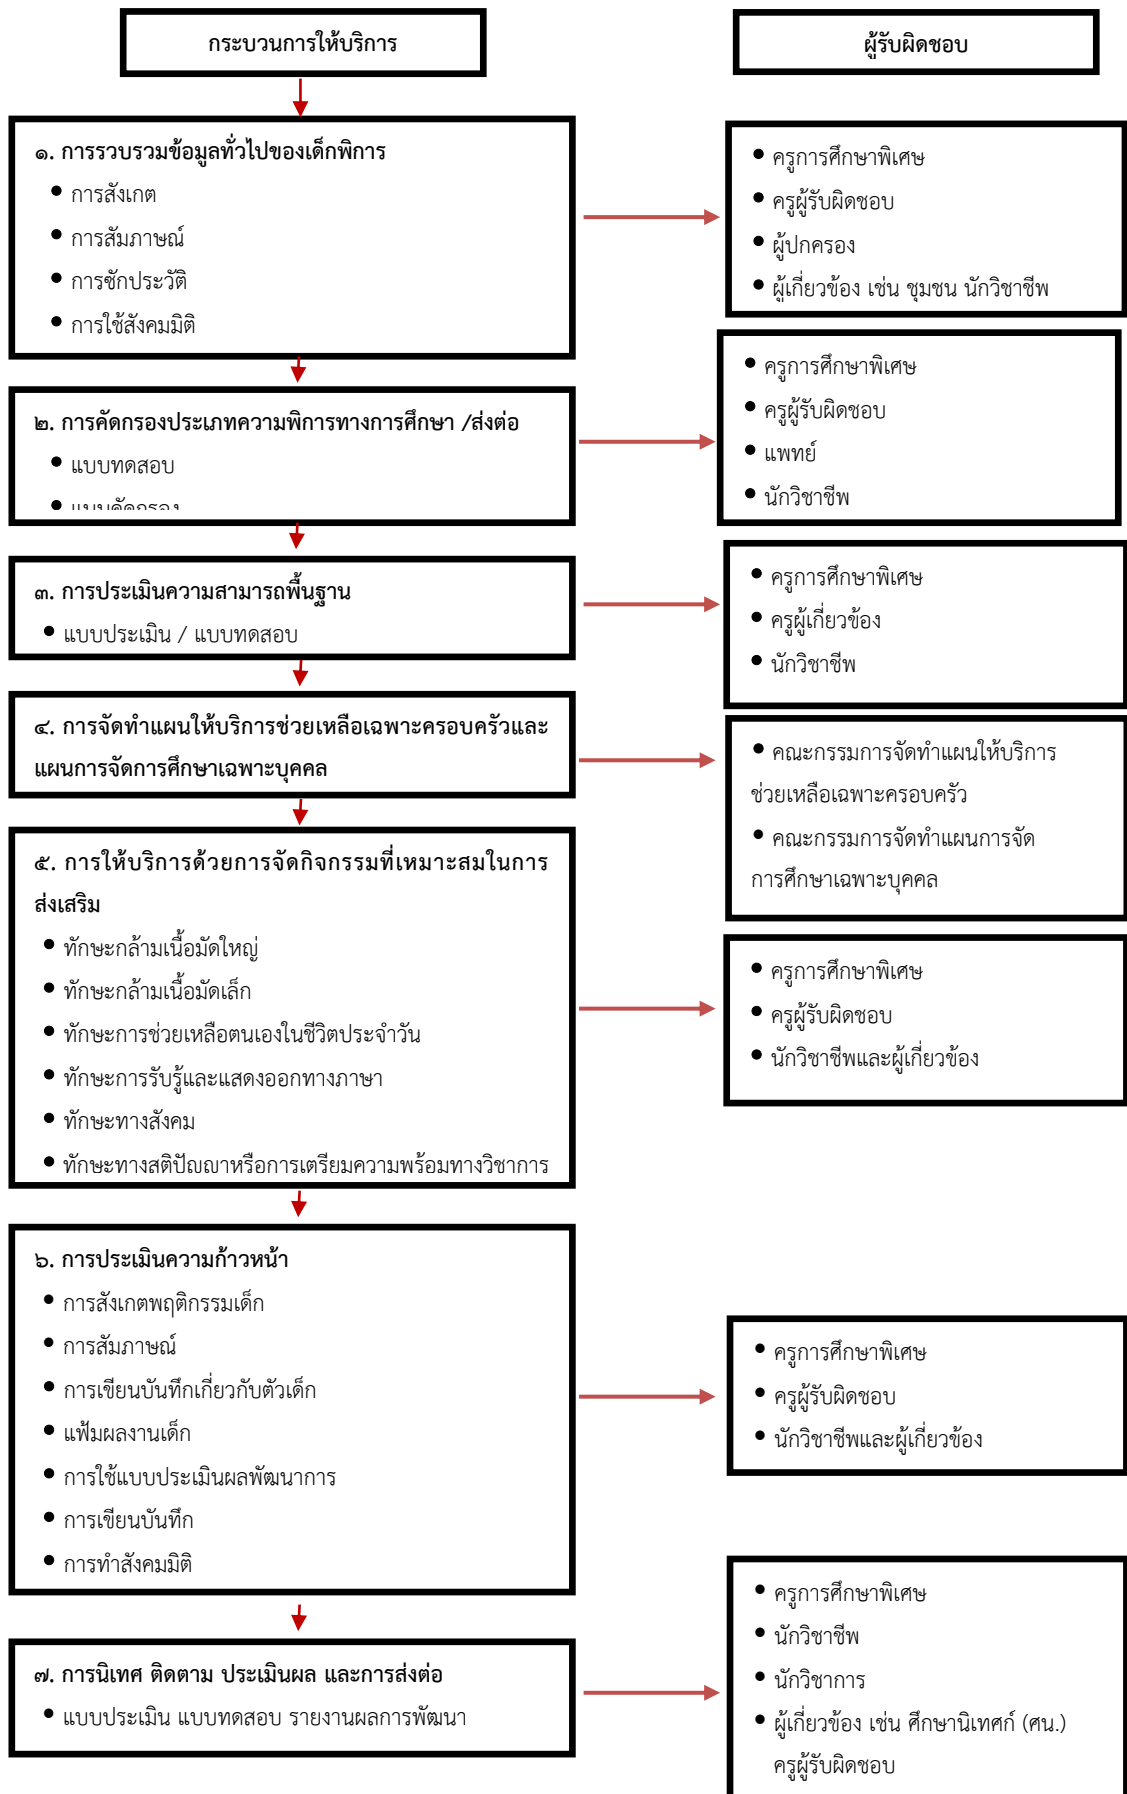 กระบวนการให้บริการ
ผู้รับผิดชอบ
๑. การรวบรวมข้อมูลทั่วไปของเด็กพิการ
• การสังเกต
• การสัมภาษณ์
• การซักประวัติ
• การใช้สังคมมิติ
• ครูการศึกษาพิเศษ
• ครูผู้รับผิดชอบ
• ผู้ปกครอง
• ผู้เกี่ยวข้อง เช่น ชุมชน นักวิชาชีพ
๒. การคัดกรองประเภทความพิการทางการศึกษา /ส่งต่อ
• แบบทดสอบ
• แบบคัดกรอง
• ครูการศึกษาพิเศษ
• ครูผู้รับผิดชอบ
• แพทย์
• นักวิชาชีพ
๓. การประเมินความสามารถพื้นฐาน
• แบบประเมิน / แบบทดสอบ
• ครูการศึกษาพิเศษ
• ครูผู้เกี่ยวข้อง
• นักวิชาชีพ
๔. การจัดทำแผนให้บริการช่วยเหลือเฉพาะครอบครัวและ
แผนการจัดการศึกษาเฉพาะบุคคล
• คณะกรรมการจัดทำแผนให้บริการ
ช่วยเหลือเฉพาะครอบครัว
• คณะกรรมการจัดทำแผนการจัด
การศึกษาเฉพาะบุคคล
๕. การให้บริการด้วยการจัดกิจกรรมที่เหมาะสมในการ
ส่งเสริม
• ทักษะกล้ามเนื้อมัดใหญ่
• ทักษะกล้ามเนื้อมัดเล็ก
• ทักษะการช่วยเหลือตนเองในชีวิตประจำวัน
• ทักษะการรับรู้และแสดงออกทางภาษา
• ทักษะทางสังคม
• ทักษะทางสติปัญญาหรือการเตรียมความพร้อมทางวิชาการ
• ครูการศึกษาพิเศษ
• ครูผู้รับผิดชอบ
• นักวิชาชีพและผู้เกี่ยวข้อง
๖. การประเมินความก้าวหน้า
• การสังเกตพฤติกรรมเด็ก
• การสัมภาษณ์
• การเขียนบันทึกเกี่ยวกับตัวเด็ก
• แฟ้มผลงานเด็ก
• การใช้แบบประเมินผลพัฒนาการ
• การเขียนบันทึก
• การทำสังคมมิติ
• ครูการศึกษาพิเศษ
• ครูผู้รับผิดชอบ
• นักวิชาชีพและผู้เกี่ยวข้อง
๗. การนิเทศ ติดตาม ประเมินผล และการส่งต่อ
• แบบประเมิน แบบทดสอบ รายงานผลการพัฒนา
• ครูการศึกษาพิเศษ
• นักวิชาชีพ
• นักวิชาการ
• ผู้เกี่ยวข้อง เช่น ศึกษานิเทศก์ (ศน.)
ครูผู้รับผิดชอบ